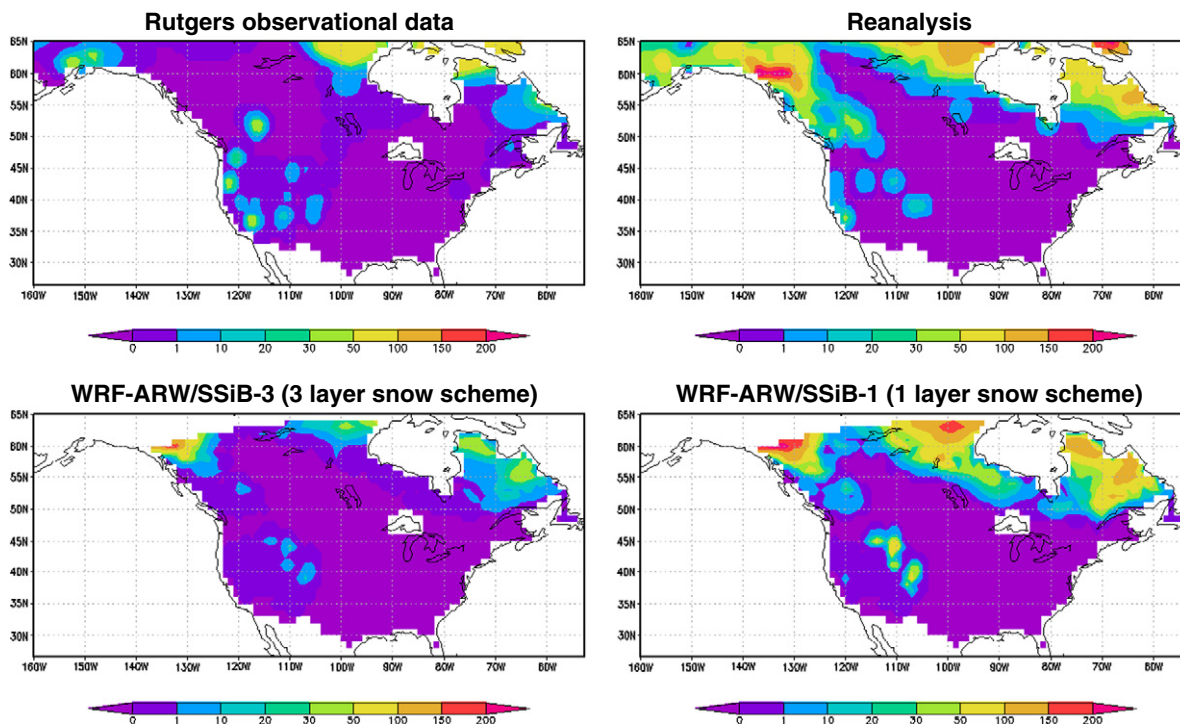 Rutgers observational data
Reanalysis
65N
60N
55N
50N
45N
40N
35N
30N
160W 150W 140W 130W 120W 110W 100W 90W 80W 70W 60W
0 1 10 20 30 50 100 150 200
65N
60N
55N
50N
45N
40N
35N
30N
160W 150W 140W 130W 120W 110W 100W 90W 80W 70W 60W
0 1 10 20 30 50 100 150 200
WRF-ARW/SSiB-3 (3 layer snow scheme)
WRF-ARW/SSiB-1 (1 layer snow scheme)
65N
60N
55N
50N
45N
40N
35N
30N
160W 150W 140W 130W 120W 110W 100W 90W 80W 70W 60W
0 1 10 20 30 50 100 150 200
65N
60N
55N
50N
45N
40N
35N
30N
160W 150W 140W 130W 120W 110W 100W 90W 80W 70W 60W
0 1 10 20 30 50 100 150 200